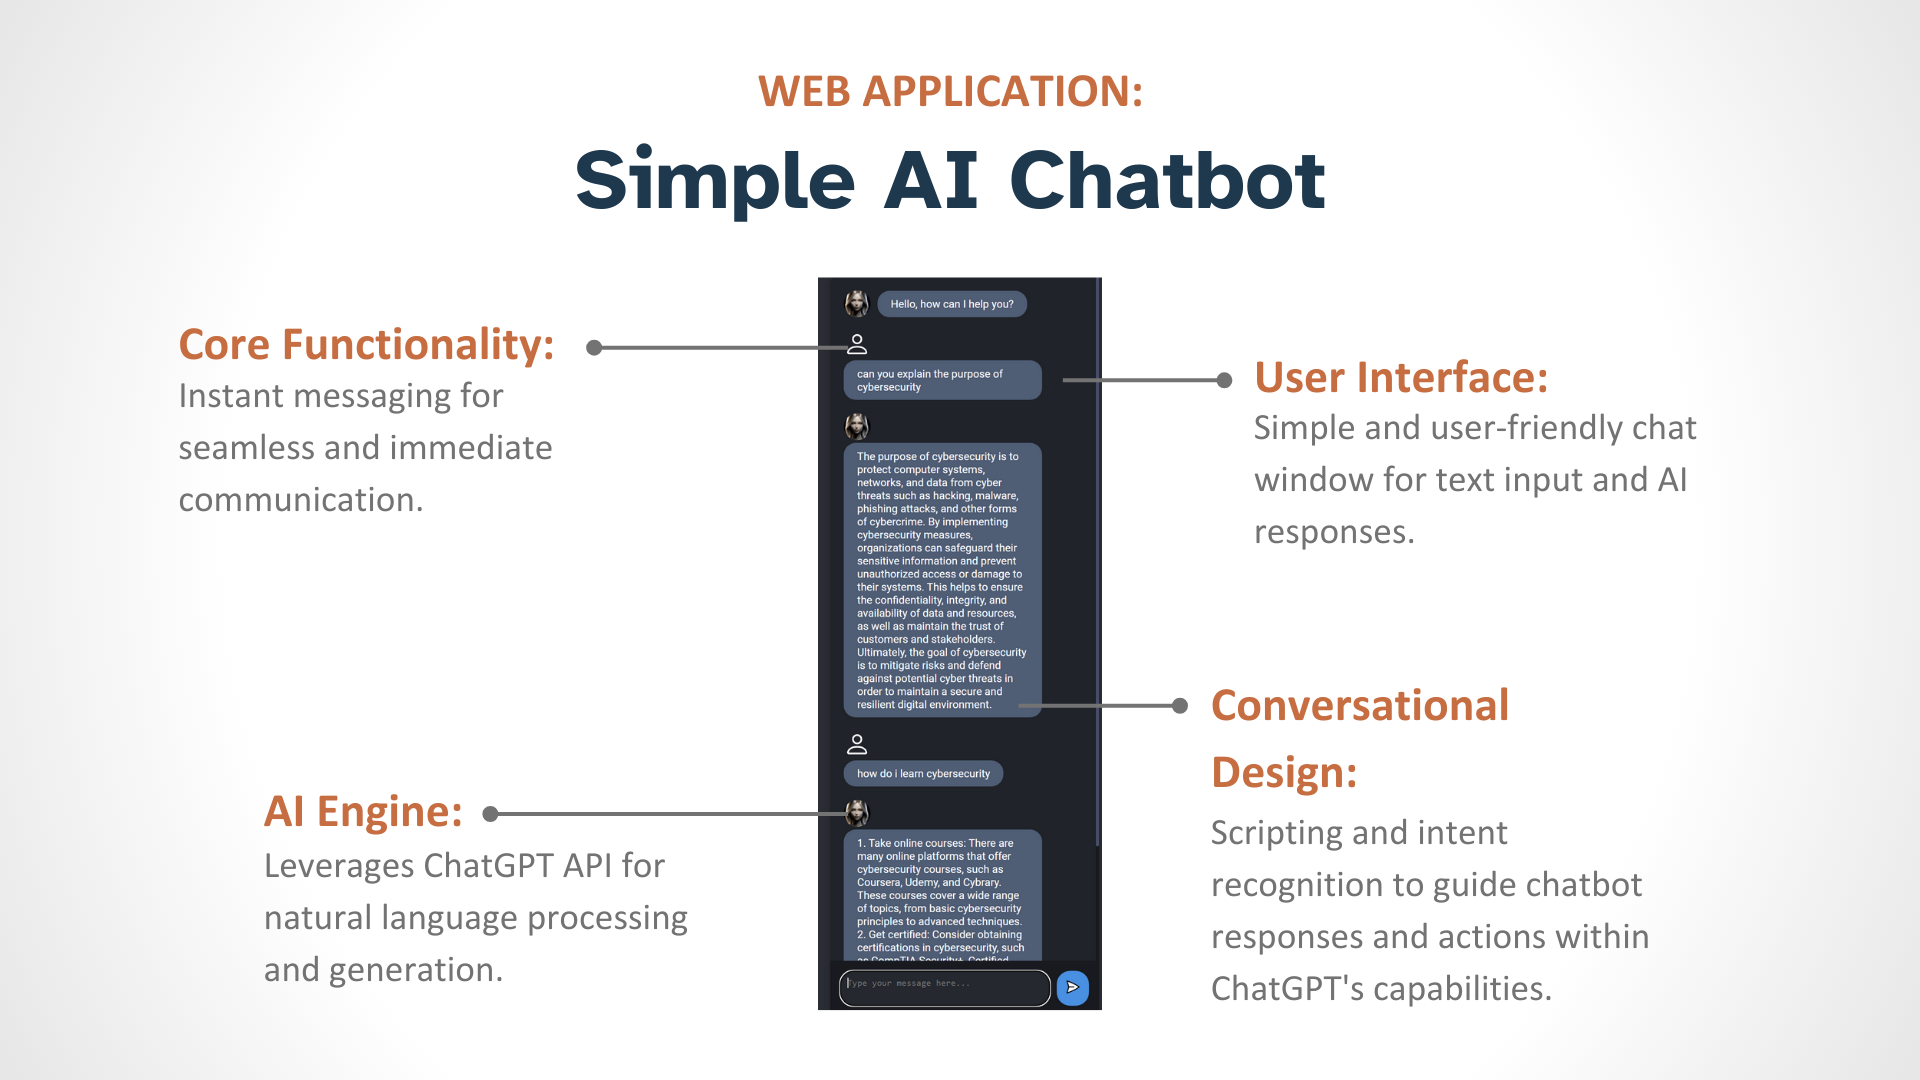 WEB APPLICATION:
Simple AI Chatbot
Core Functionality:
Instant messaging for
seamless and immediate
communication.
AI Engine:
Leverages ChatGPT API for
natural language processing
and generation.
Hello, how can I help you?
can you explain the purpose of
cybersecurity
The purpose of cybersecurity is to
protect computer systems,
networks, and data from cyber
threats such as hacking, malware,
phishing attacks, and other forms
of cybercrime. By implementing
cybersecurity measures,
organizations can safeguard their
sensitive information and prevent
unauthorized access or damage to
their systems. This helps to ensure
the confidentiality, integrity, and
availability of data and resources,
as well as maintain the trust of
customers and stakeholders.
Ultimately, the goal of cybersecurity
is to mitigate risks and defend
against potential cyber threats in
order to maintain a secure and
resilient digital environment.
how do i learn cybersecurity
1. Take online courses: There are
many online platforms that offer
cybersecurity courses, such as
Coursera, Udemy, and Cybrary.
These courses cover a wide range
of topics, from basic cybersecurity
principles to advanced techniques.
2. Get certified: Consider obtaining
certifications in cybersecurity, such
as CompTIA Security+, Certified
Type your message here...
User Interface:
Simple and user-friendly chat
window for text input and AI
responses.
Conversational
Design:
Scripting and intent
recognition to guide chatbot
responses and actions within
ChatGPT's capabilities.